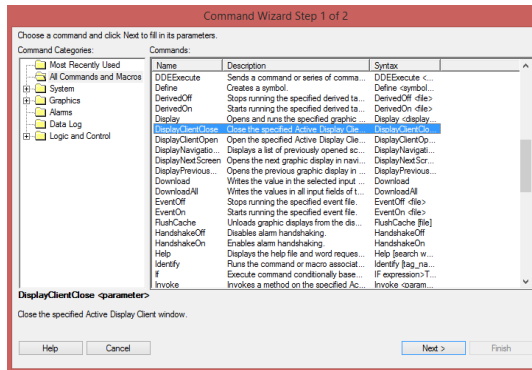 Command Wizard Step 1 of 2
Choose a command and click Next to fill in its parameters.
Command Categories: Commands:
Most Recently Used
All Commands and Macros
System
Graphics
Alarms
Data Log
Logic and Control
Name Description Syntax
DDEExecute Sends a command or series of comma... DDEExecute <...
Define Creates a symbol. Define <symbol...
DerivedOff Stops running the specified derived ta... DerivedOff <file>
DerivedOn Starts running the specified derived ta... DerivedOn <file>
Display Opens and runs the specified graphic ... Display <display...
DisplayClientClose Close the specified Active Display Clie... DisplayClientClo...
DisplayClientOpen Open the specified Active Display Clie... DisplayClientOp...
DisplayNavigatio... Displays a list of previously opened sc... DisplayNavigati...
DisplayNextScreen Opens the next graphic display in navi... DisplayNextScr...
DisplayPrevious... Opens the previous graphic display in ... DisplayPrevious...
Download Writes the value in the selected input ... Download
DownloadAll Writes the values in all input fields of t... DownloadAll
EventOff Stops running the specified event file. EventOff <file>
EventOn Starts running the specified event file. EventOn <file>
FlushCache Unloads graphic displays from the dis... FlushCache [file]
HandshakeOff Disables alarm handshaking. HandshakeOff
HandshakeOn Enables alarm handshaking. HandshakeOn
Help Displays the help file and word reques... Help [search w...
Identify Runs the command or macro associat... Identify [tag_na...
If Execute command conditionally base... IF expression>T...
Invoke Invokes a method on the specified Ac... Invoke <param...
DisplayClientClose <parameter>
Close the specified Active Display Client window.
Help Cancel Next > Finish